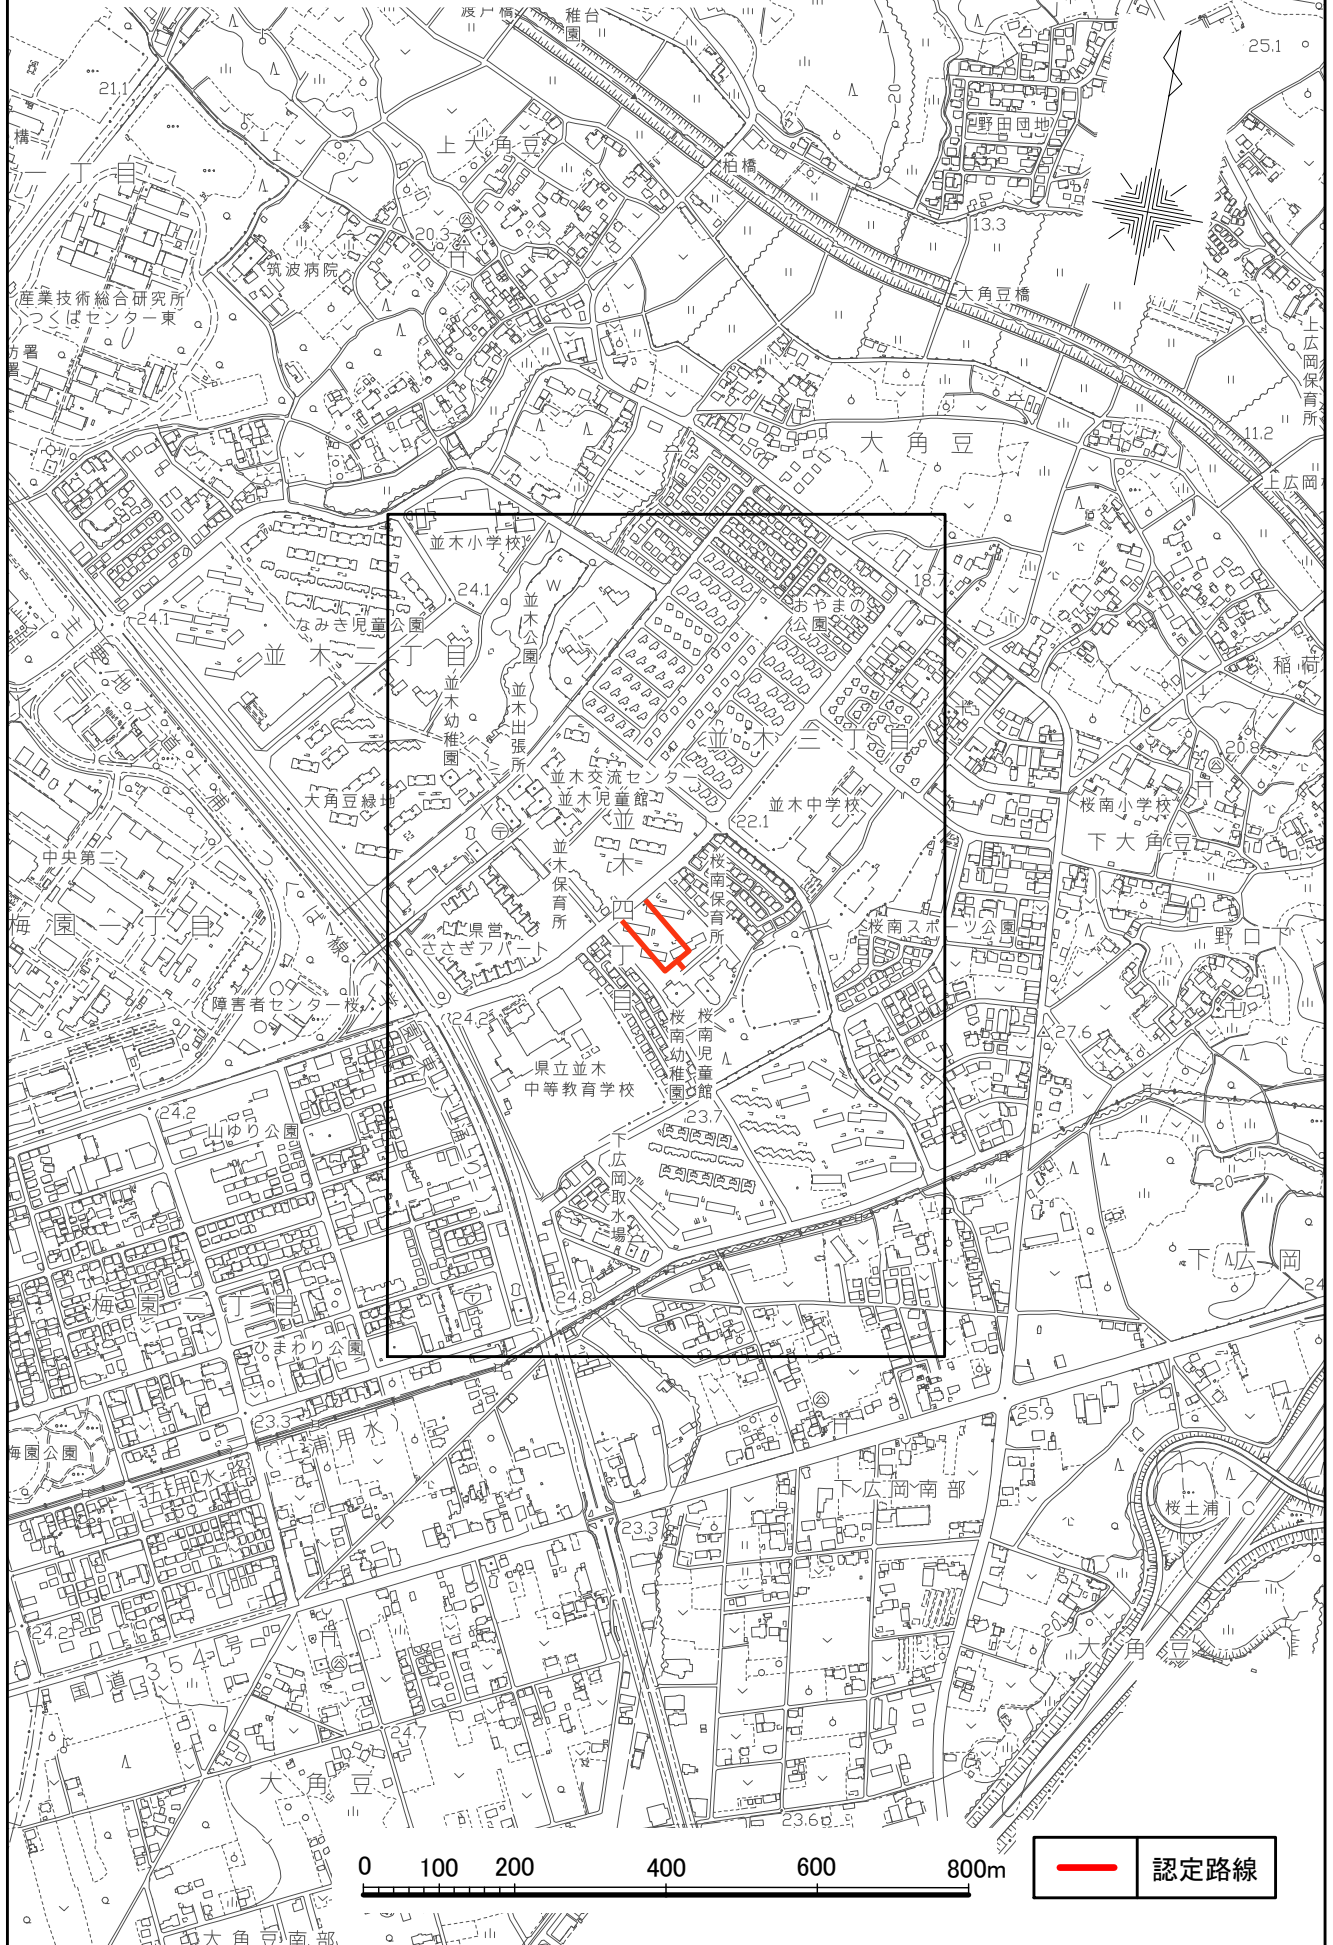 渡戸橋
稚台
園
25.1
21.1
構
一丁目
上大角豆
野田団地
20
柏橋
20.3
13.3
筑波病院
産業技術総合研究所
つくばセンター東
大角豆橋
上広岡保育所
防署
署
11.2
大角豆
上広岡
並木小学校
24.1
W
18.7
並木公園
おやまの
公園
24.1
なみき児童公園
並木二丁目
稲荷
並木幼稚園
並木出張所
並木三丁目
20.8
並木交流センター
並木児童館
大角豆緑地
並木中学校
桜南小学校
22.1
下大角豆
中央第二
並木四丁目
並木保育所
桜南保育所
梅園一丁目
県営
ささぎアパート
桜南スポーツ公園
野口下
障害者センター桜
24.2
桜南幼稚園
桜南児童館
27.6
県立並木
中等教育学校
24.2
山ゆり公園
23.7
下広岡取水場
20
下広岡
24.8
24
梅園二丁目
ひまわり公園
23.3
25.9
梅園公園
土浦用水
下広岡南部
桜土浦IC
23.3
24.2
国道354号
20
大角豆
24.7
大角豆
23.6
0
100
200
400
600
800m
認定路線
大角豆南部